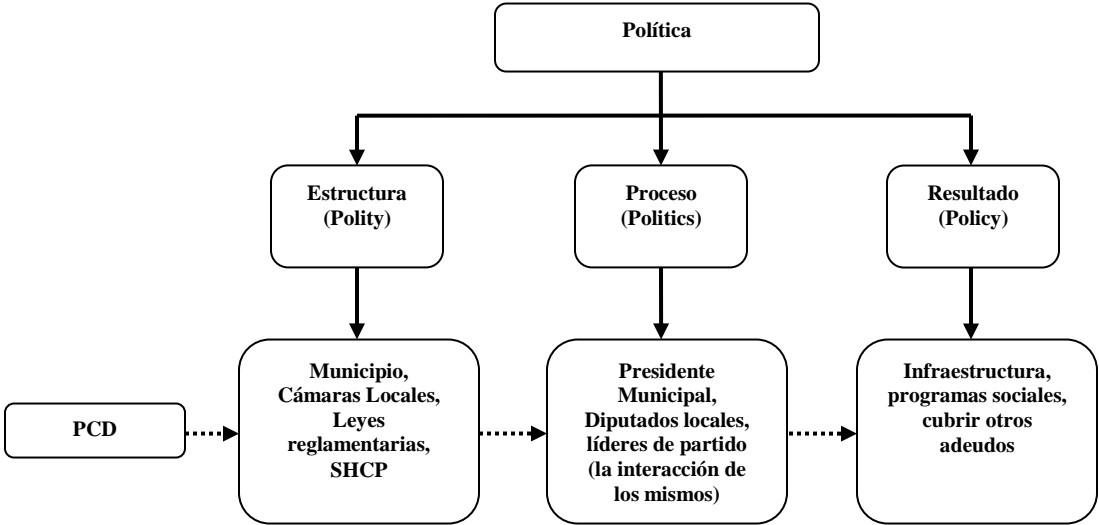 Política
Estructura
(Polity)
Proceso
(Politics)
Resultado
(Policy)
PCD
Municipio,
Cámaras Locales,
Leyes
reglamentarias,
SHCP
Presidente
Municipal,
Diputados locales,
líderes de partido
(la interacción de
los mismos)
Infraestructura,
programas sociales,
cubrir otros
adeudos